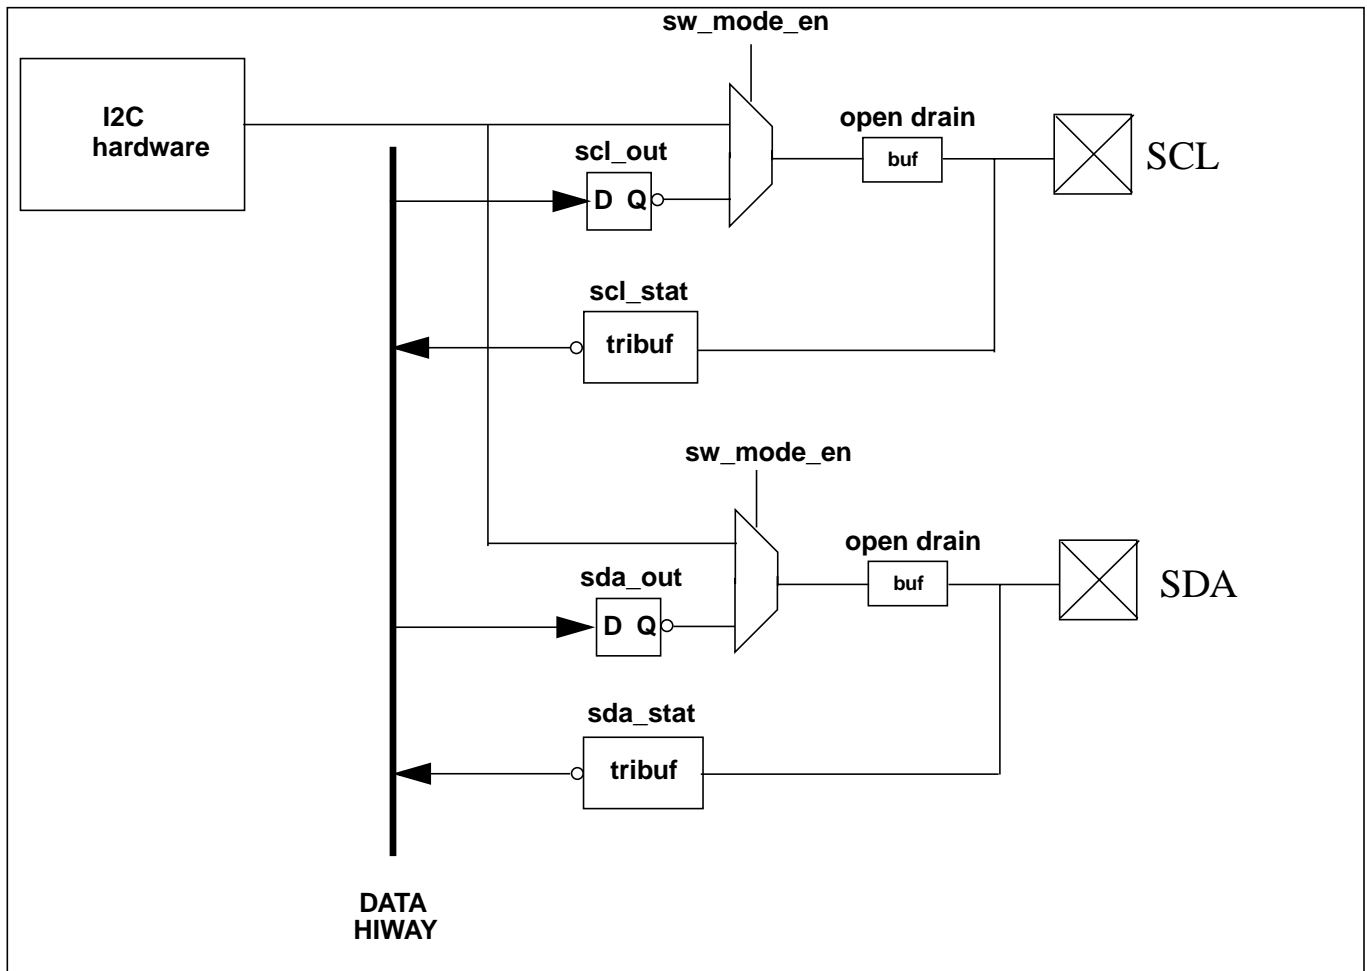 sw_mode_en
I2C
hardware
open drain
scl_out
buf
SCL
D Q
scl_stat
tribuf
sw_mode_en
open drain
sda_out
buf
SDA
D Q
sda_stat
tribuf
DATA
HIWAY